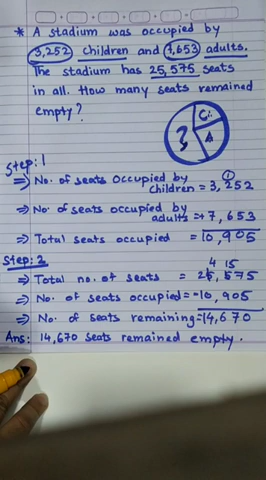 * A stadium was occupied by
3,252 children and 7,653 adults.
The stadium has 25,575 seats
in all. How many seats remained
empty?
C:
3 A
Step:1
⇒ No. of seats occupied by
children = 3,252
1
⇒ No. of seats occupied by
adults = +7,653
⇒ Total seats occupied = 10,905
Step: 2
4 15
⇒ Total no. of seats = 25,575
⇒ No. of seats occupied = -10,905
⇒ No. of seats remaining = 14,670
Ans: 14,670 seats remained empty.